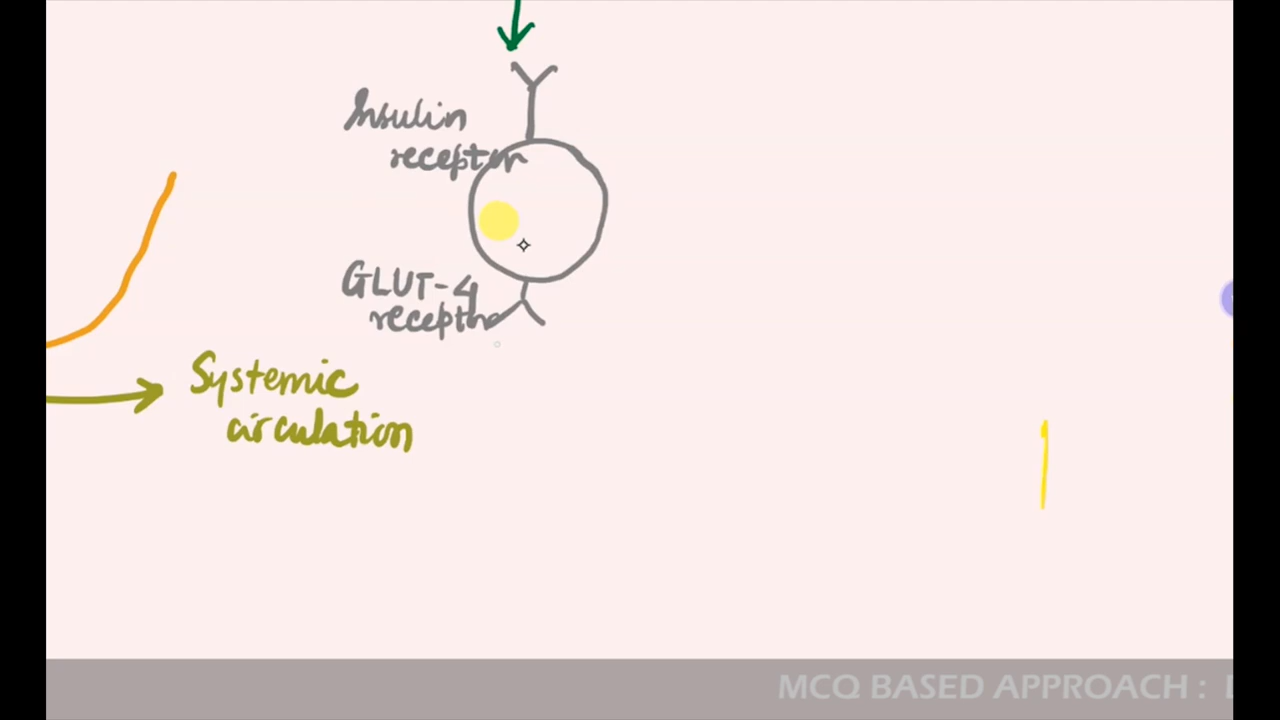 Insulin
receptor
GLUT-4
receptor
Systemic
circulation
MCQ BASED APPROACH :